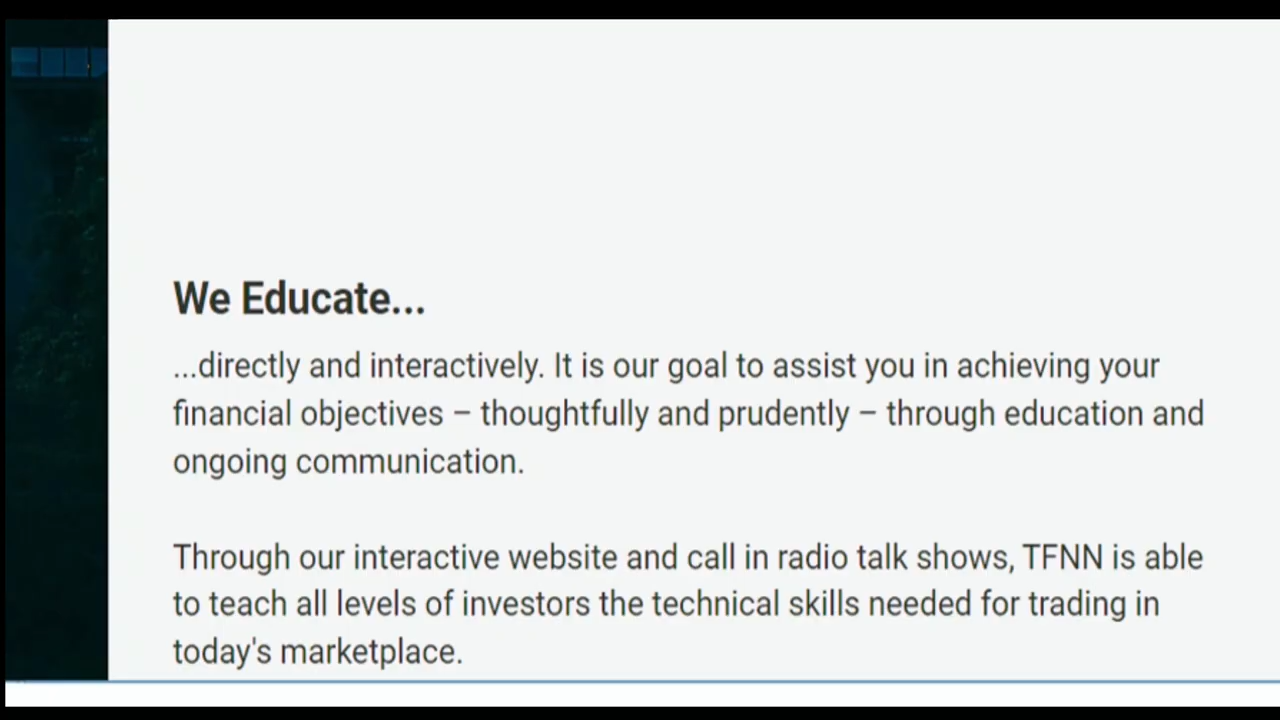 We Educate...
...directly and interactively. It is our goal to assist you in achieving your
financial objectives – thoughtfully and prudently – through education and
ongoing communication.
Through our interactive website and call in radio talk shows, TFNN is able
to teach all levels of investors the technical skills needed for trading in
today's marketplace.